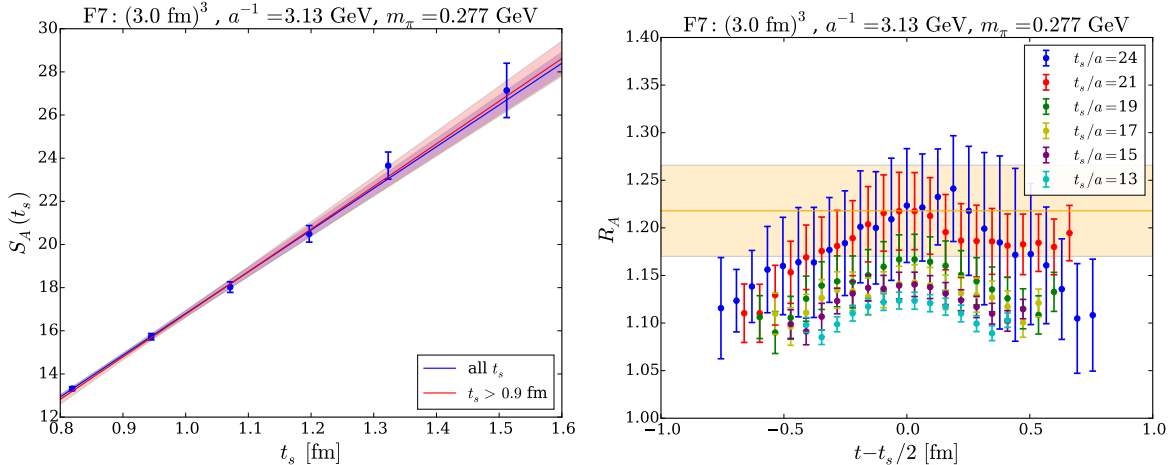 F7: (3.0 fm)³ , a⁻¹ =3.13 GeV, m_π =0.277 GeV
30
28
26
24
22
20
18
16
14
12
S_A(t_s)
0.8 0.9 1.0 1.1 1.2 1.3 1.4 1.5 1.6
t_s [fm]
all t_s
t_s > 0.9 fm
F7: (3.0 fm)³ , a⁻¹ =3.13 GeV, m_π =0.277 GeV
1.40
1.35
1.30
1.25
1.20
1.15
1.10
1.05
1.00
R_A
−1.0 −0.5 0.0 0.5 1.0
t−t_s/2 [fm]
t_s/a=24
t_s/a=21
t_s/a=19
t_s/a=17
t_s/a=15
t_s/a=13